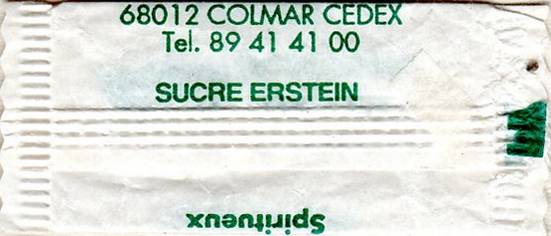 68012 COLMAR CEDEX
Tel. 89 41 41 00
SUCRE ERSTEIN
Spiritueux